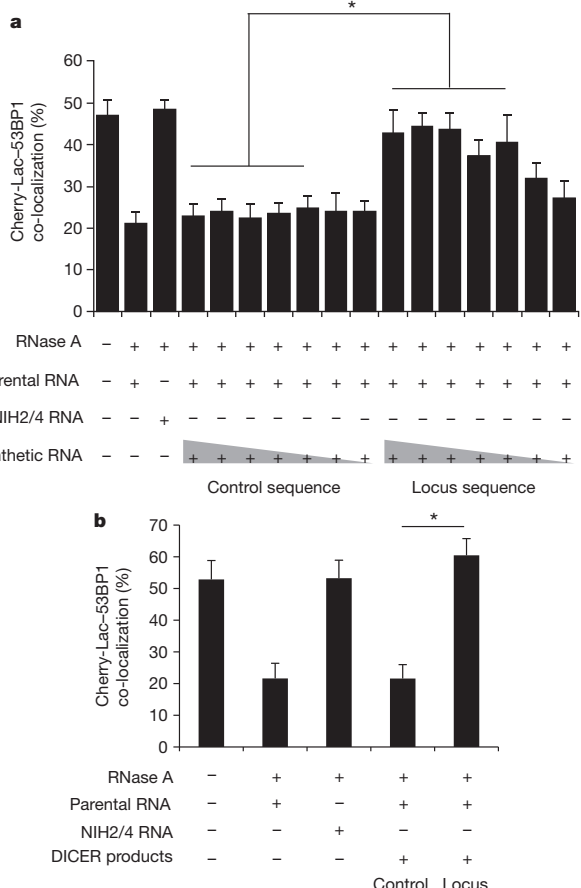 a
*
Cherry-Lac–53BP1
co-localization (%)
60
50
40
30
20
10
0
RNase A – + + + + + + + + + + + + + + + +
rental RNA – + – + + + + + + + + + + + + + +
NIH2/4 RNA – – + – – – – – – – – – – – – – –
nthetic RNA – – – + + + + + + + + + + + + + +
Control sequence Locus sequence
b
*
Cherry-Lac–53BP1
co-localization (%)
70
60
50
40
30
20
10
0
RNase A – + + + +
Parental RNA – + – + +
NIH2/4 RNA – – + – –
DICER products – – – + +
Control Locus